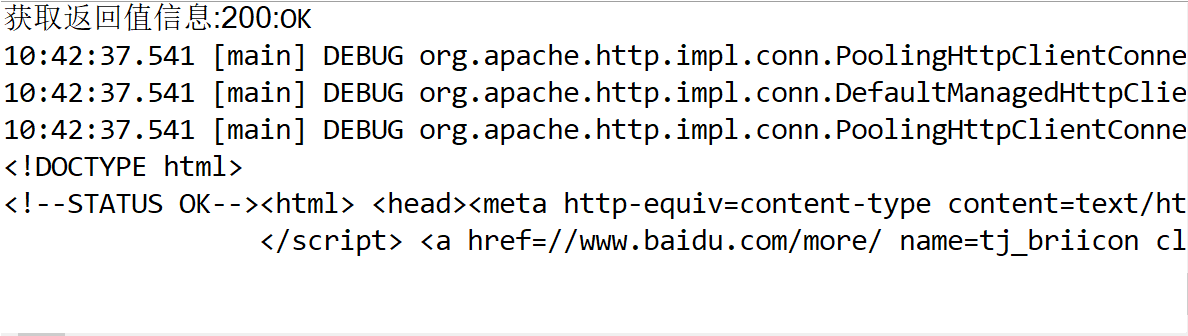 获取返回值信息:200:OK
10:42:37.541 [main] DEBUG org.apache.http.impl.conn.PoolingHttpClientConne
10:42:37.541 [main] DEBUG org.apache.http.impl.conn.DefaultManagedHttpClie
10:42:37.541 [main] DEBUG org.apache.http.impl.conn.PoolingHttpClientConne
<!DOCTYPE html>
<!--STATUS OK--><html> <head><meta http-equiv=content-type content=text/ht
</script> <a href=//www.baidu.com/more/ name=tj_briicon cl